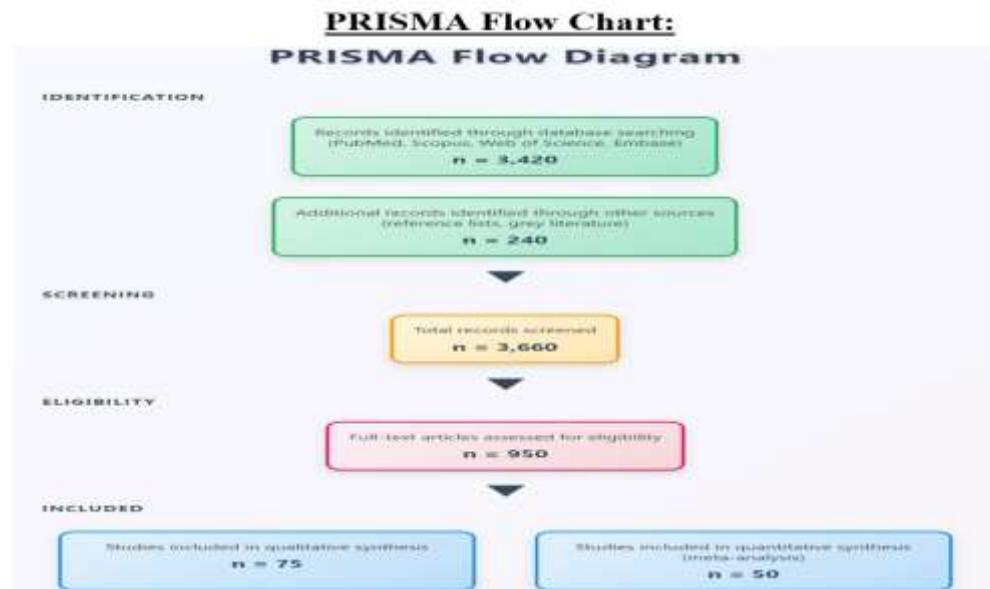 PRISMA Flow Chart:
PRISMA Flow Diagram
IDENTIFICATION
Records identified through database searching
(PubMed, Scopus, Web of Science, Embase)
n = 3,420
Additional records identified through other sources
(reference lists, grey literature)
n = 240
SCREENING
Total records screened
n = 3,660
ELIGIBILITY
Full-text articles assessed for eligibility
n = 950
INCLUDED
Studies included in qualitative synthesis
n = 75
Studies included in quantitative synthesis
(meta-analysis)
n = 50